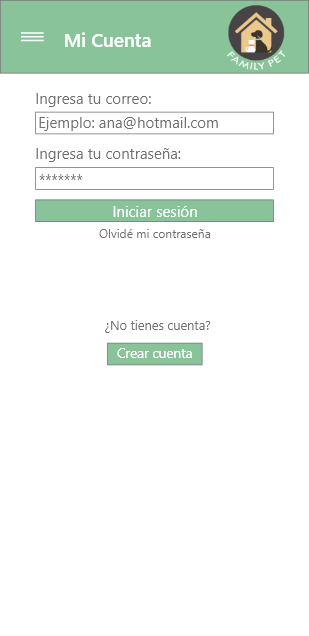 Mi Cuenta
FAMILY PET
Ingresa tu correo:
Ejemplo: ana@hotmail.com
Ingresa tu contraseña:
*******
Iniciar sesión
Olvidé mi contraseña
¿No tienes cuenta?
Crear cuenta